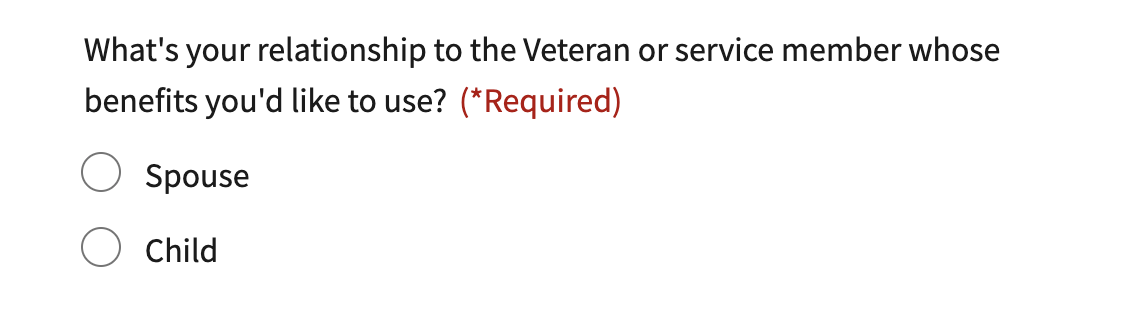 What's your relationship to the Veteran or service member whose
benefits you'd like to use? (*Required)
Spouse
Child